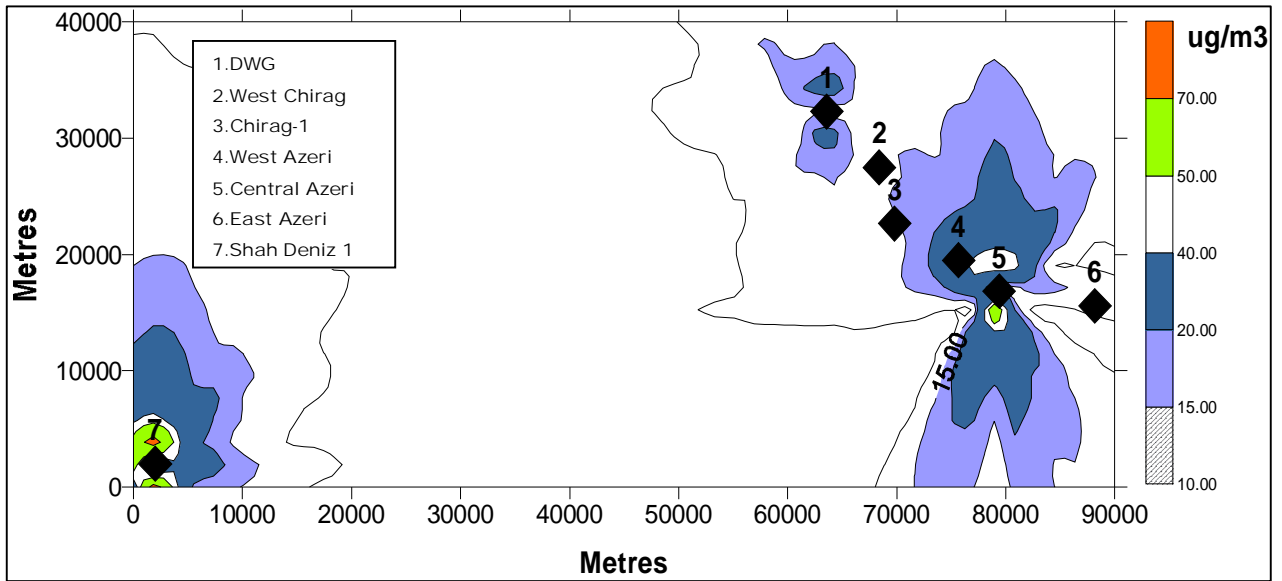 40000
30000
20000
10000
0
Metres
1.DWG
2.West Chirag
3.Chirag-1
4.West Azeri
5.Central Azeri
6.East Azeri
7.Shah Deniz 1
1
2
3
4
5
6
7
15.00
0
10000
20000
30000
40000
50000
60000
70000
80000
90000
Metres
ug/m3
70.00
50.00
40.00
20.00
15.00
10.00